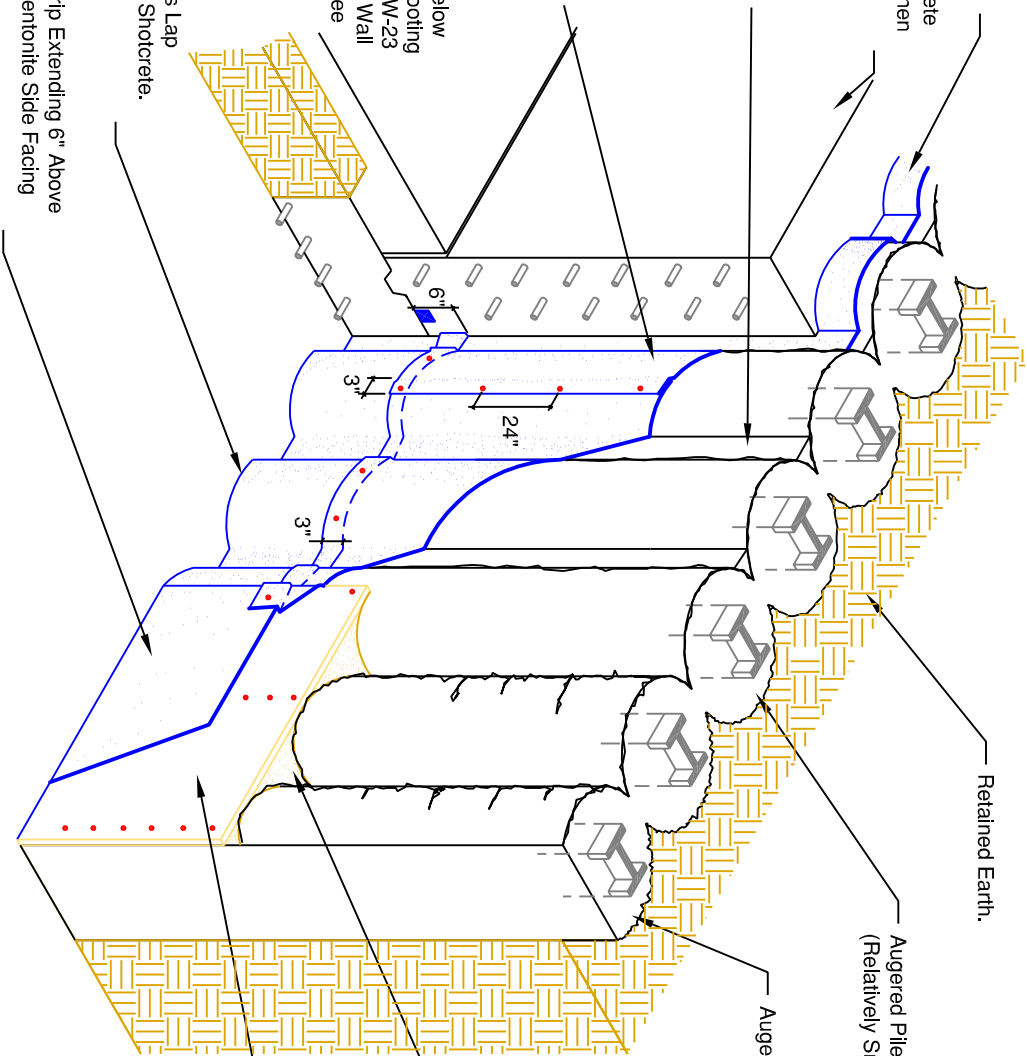 ete
nen
Retained Earth.
Augered Pile
(Relatively S
Auge
24"
elow
ooting
W-23
Wall
ee
6"
3"
3"
s Lap
Shotcrete.
rip Extending 6" Above
entonite Side Facing